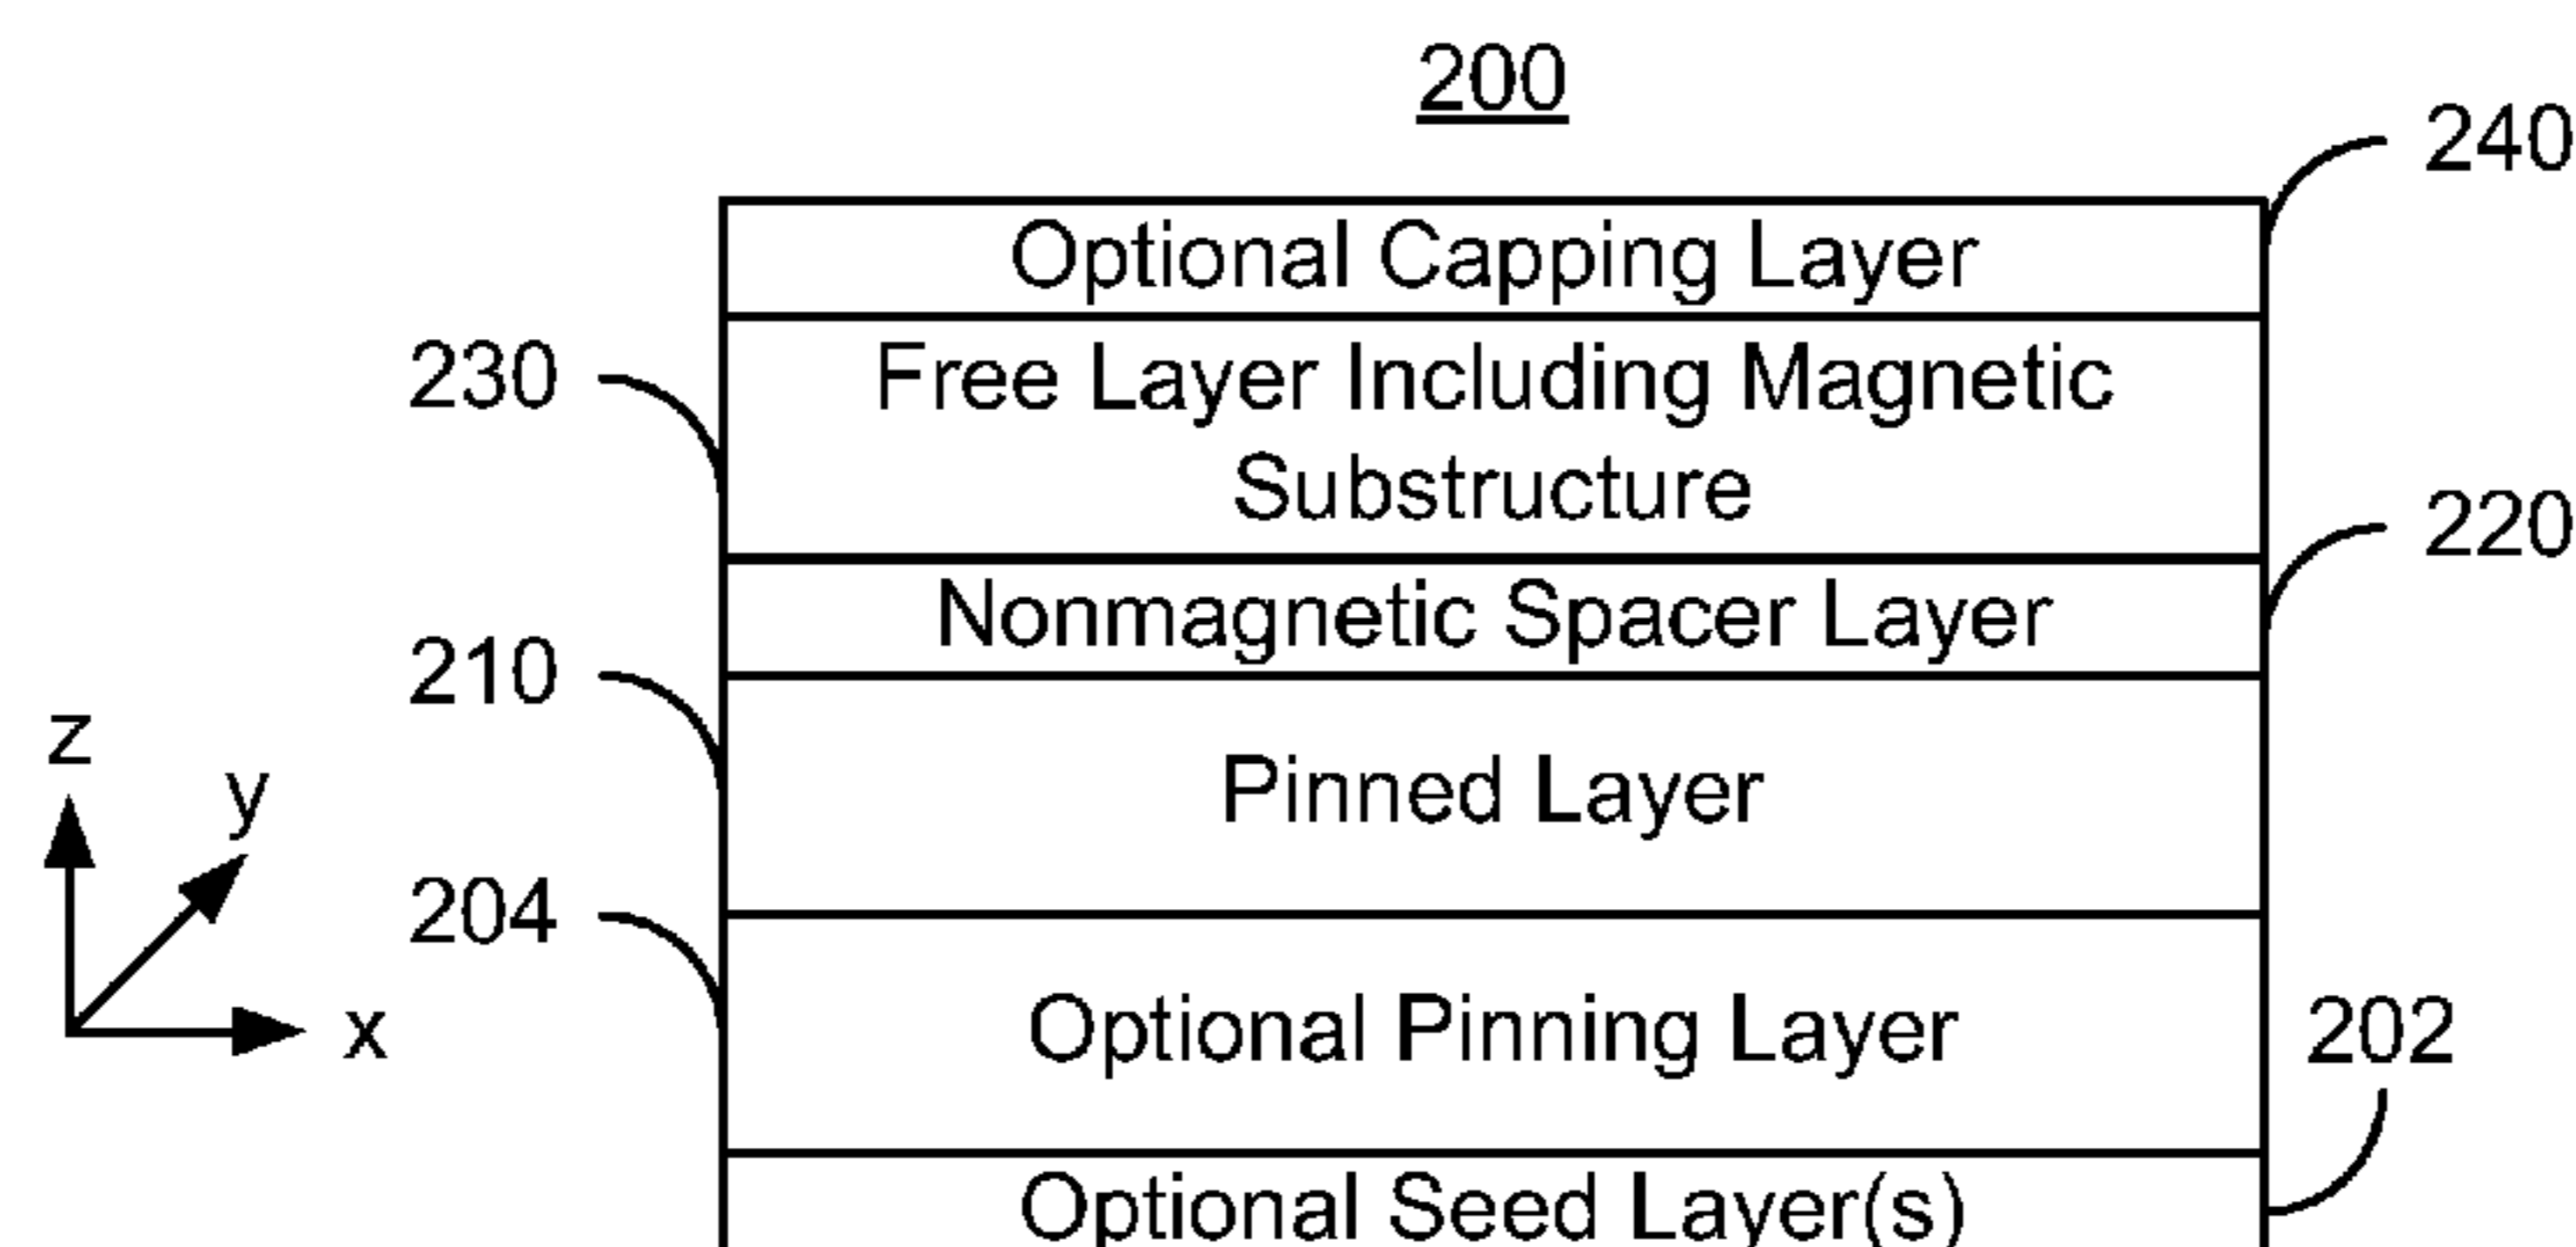 200
240
Optional Capping Layer
230
Free Layer Including Magnetic
Substructure
220
Nonmagnetic Spacer Layer
210
Pinned Layer
z
y
x
204
Optional Pinning Layer
202
Optional Seed Layer(s)